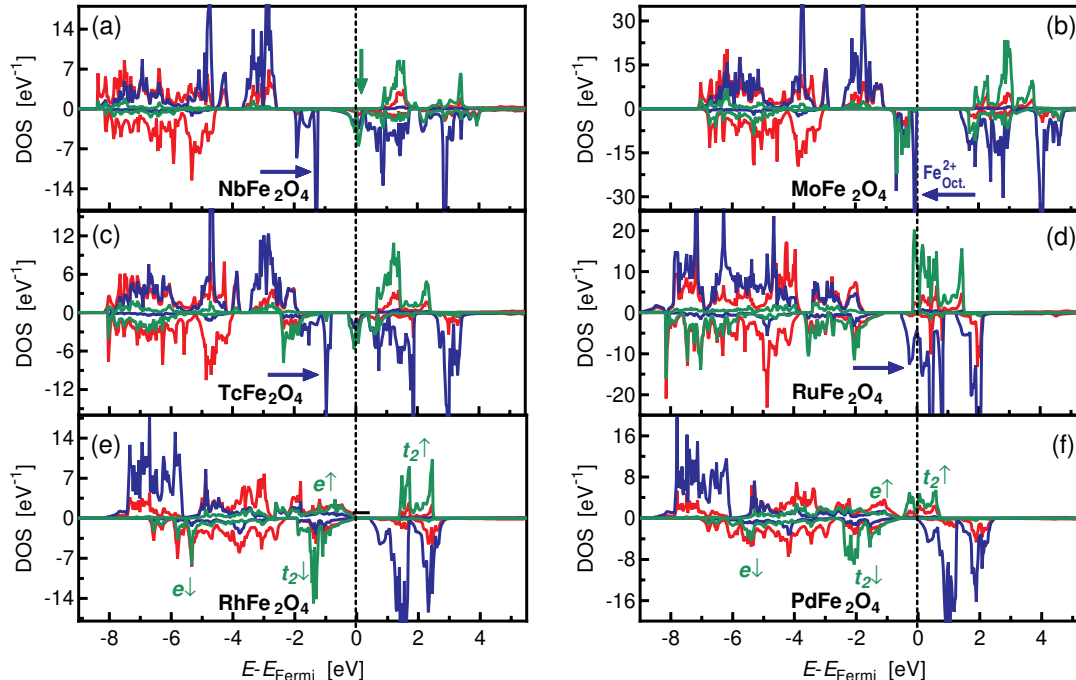 (a)
14
7
0
-7
-14
DOS [eV⁻¹]
NbFe₂O₄
(b)
35
30
15
0
-15
-30
DOS [eV⁻¹]
Fe²⁺Oct.
MoFe₂O₄
(c)
12
6
0
-6
-12
DOS [eV⁻¹]
TcFe₂O₄
(d)
20
10
0
-10
-20
DOS [eV⁻¹]
RuFe₂O₄
(e)
14
7
0
-7
-14
DOS [eV⁻¹]
e↑
t₂↑
e↓
t₂↓
RhFe₂O₄
-8 -6 -4 -2 0 2 4
E-E_Fermi [eV]
(f)
16
8
0
-8
-16
DOS [eV⁻¹]
e↑
t₂↑
e↓
t₂↓
PdFe₂O₄
-8 -6 -4 -2 0 2 4
E-E_Fermi [eV]